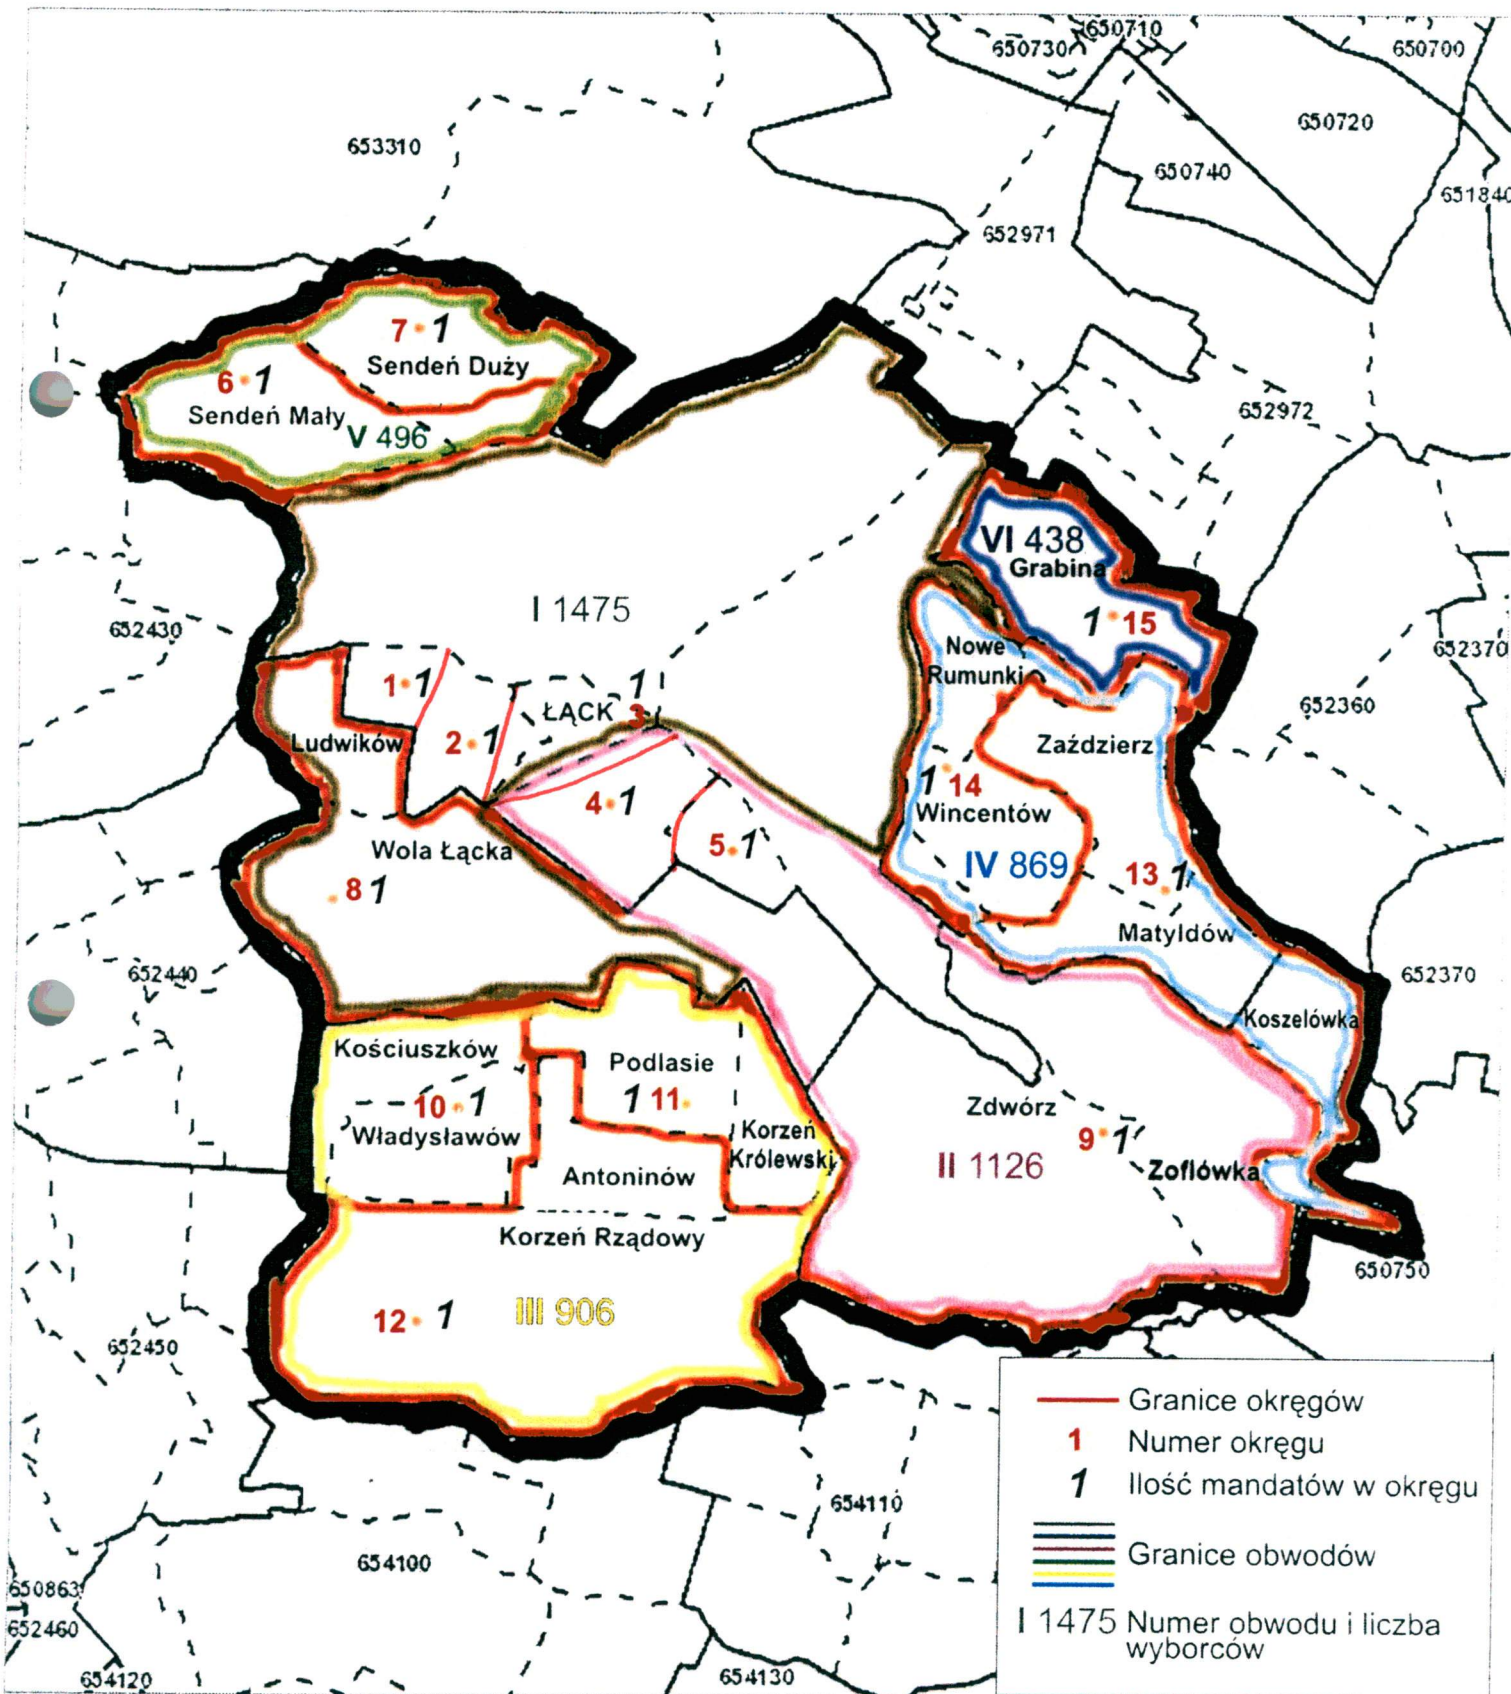 650710
650730
650700
650720
653310
650740
651840
652971
7 1
Sendeń Duży
6 1
Sendeń Mały
V 496
652972
VI 438
Grabina
1 15
I 1475
652430
Nowe
Rumunki
652370
1 1
1
ŁĄCK
3
652360
Ludwików
2 1
Zaździerz
1 14
4 1
Wincentów
Wola Łącka
5 1
IV 869
13 1
8 1
Matyldów
652440
652370
Koszelówka
Kościuszków
Podlasie
10 1
1 11
Zdwórz
Władysławów
Korzeń
Królewski
9 1
II 1126
Zofiówka
Antoninów
Korzeń Rządowy
650750
12 1
III 906
652450
Granice okręgów
1 Numer okręgu
1 Ilość mandatów w okręgu
Granice obwodów
I 1475 Numer obwodu i liczba
wyborców
654110
654100
650863
652460
654120
654130